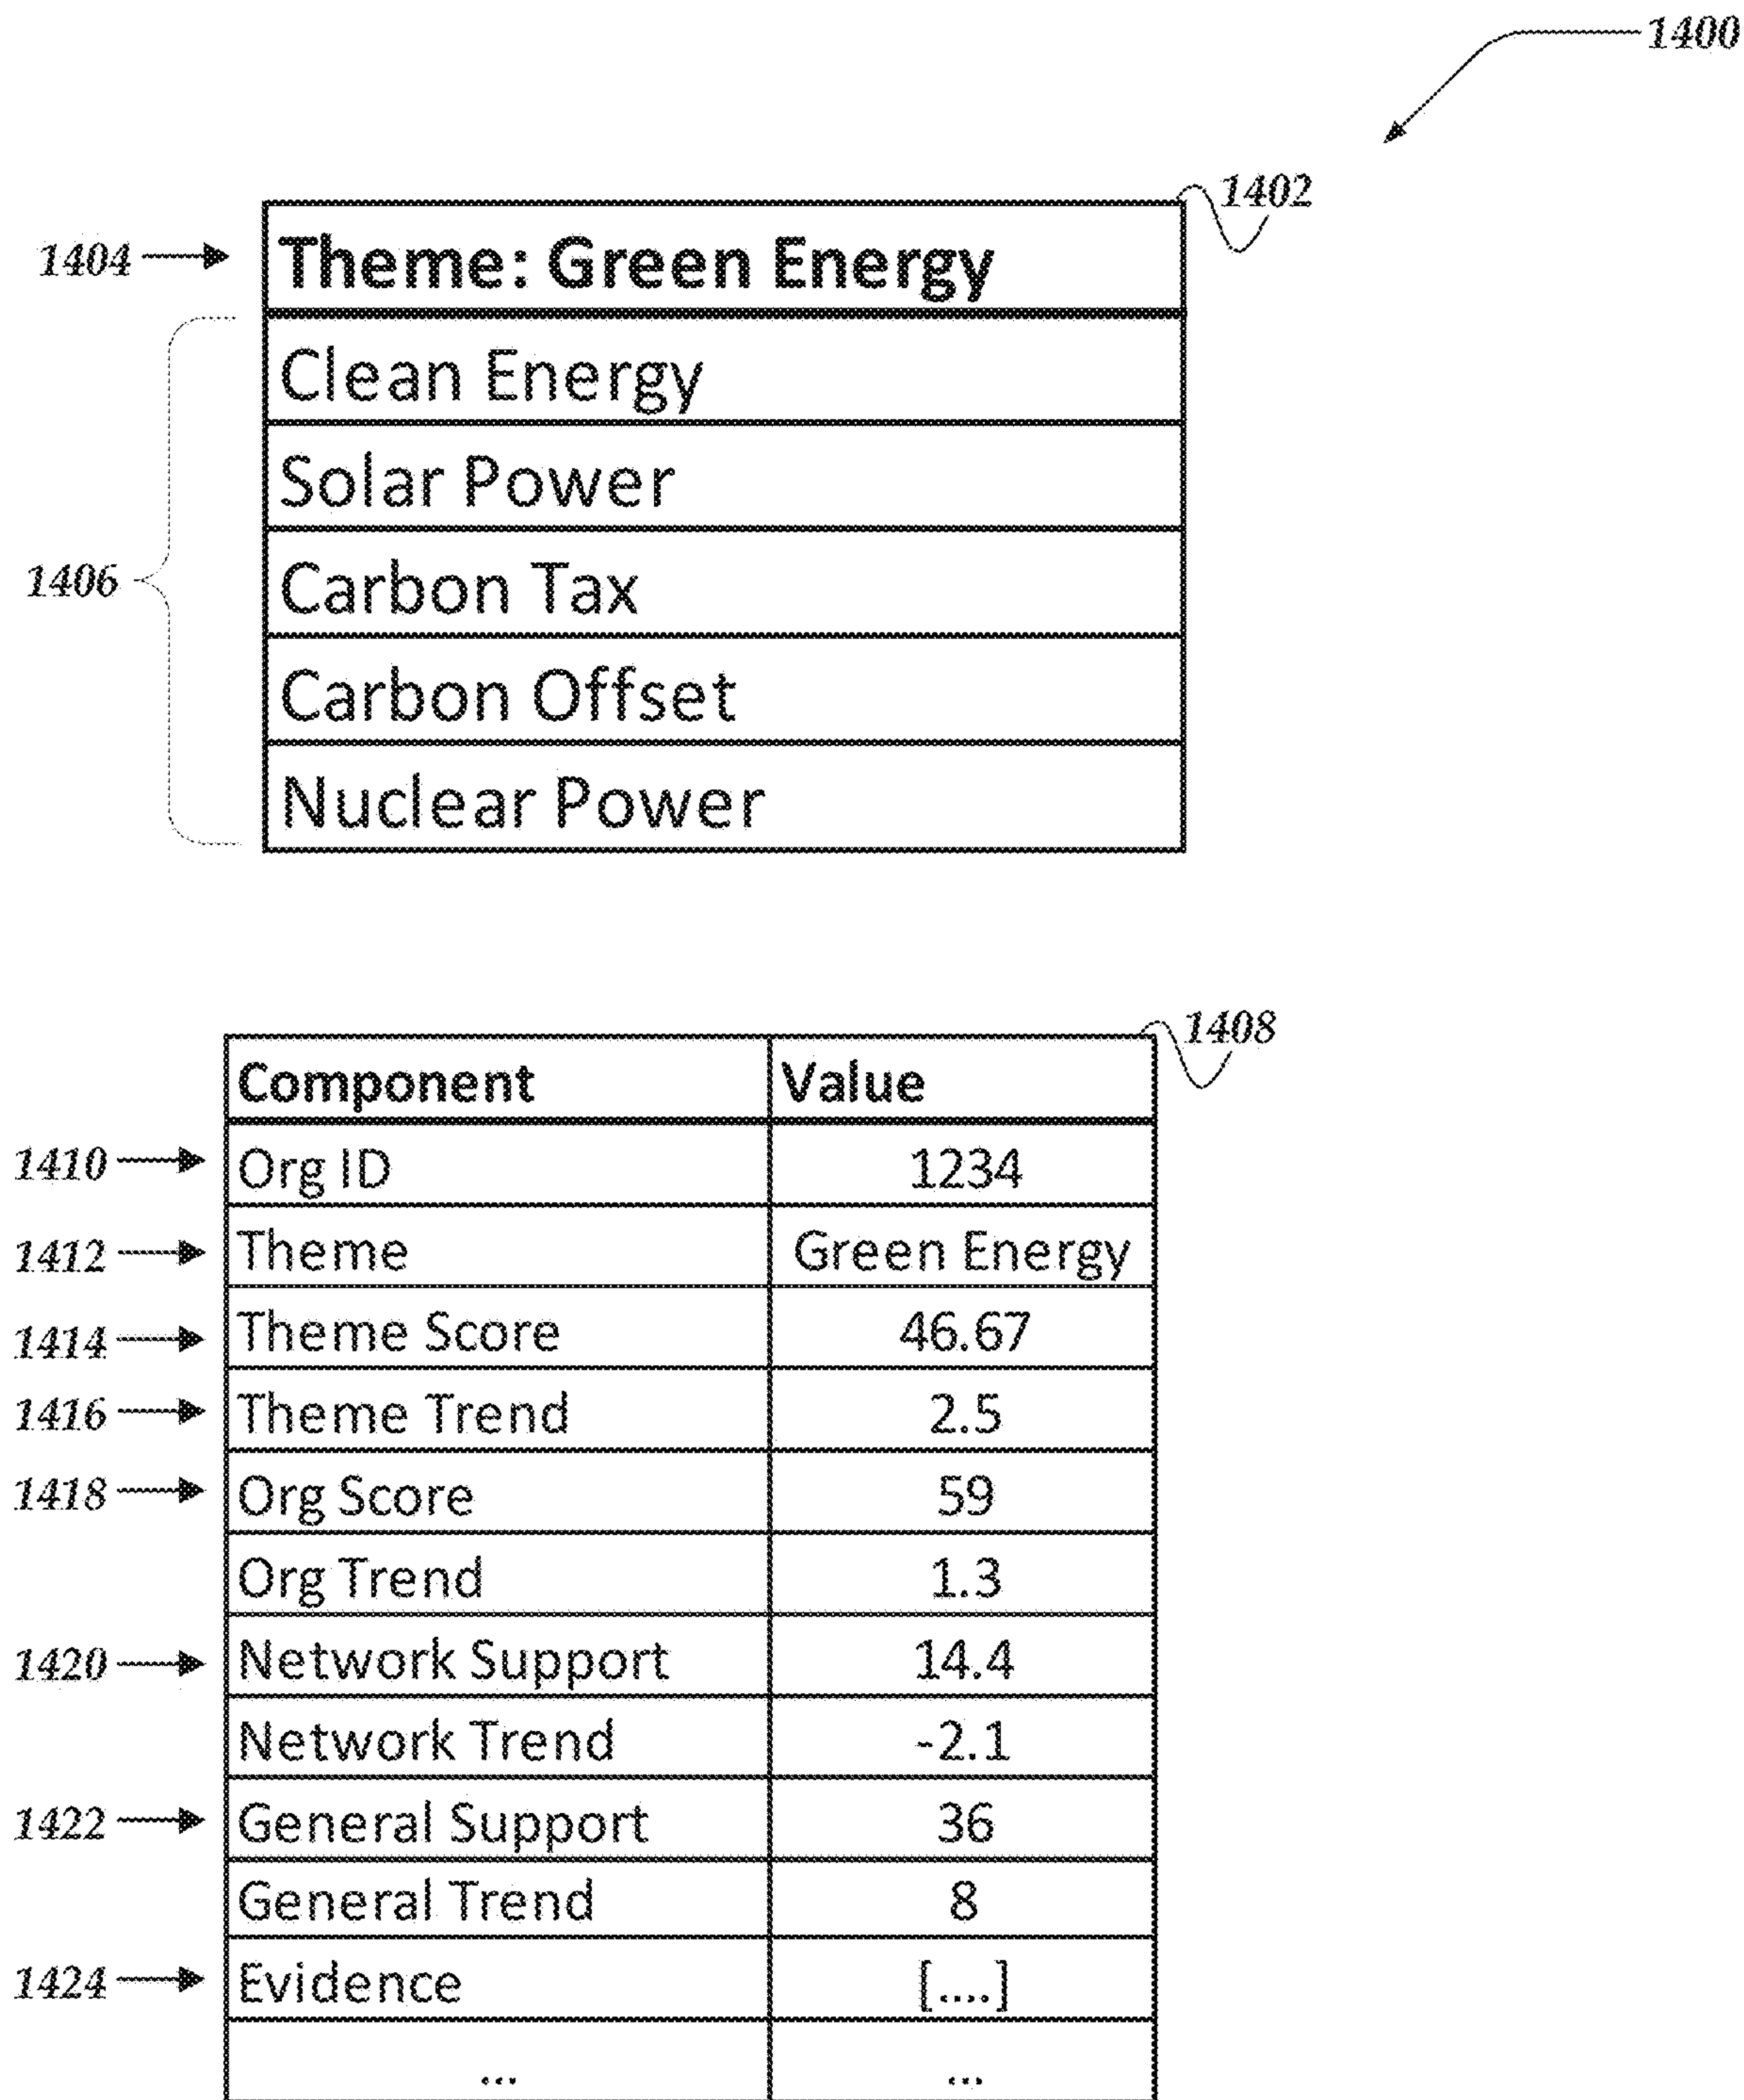 1400
1402
1404 Theme: Green Energy
Clean Energy
Solar Power
Carbon Tax
1406
Carbon Offset
Nuclear Power
1408
Component Value
1410 Org ID 1234
1412 Theme Green Energy
1414 Theme Score 46.67
1416 Theme Trend 2.5
1418 Org Score 59
Org Trend 1.3
1420 Network Support 14.4
Network Trend -2.1
1422 General Support 36
General Trend 8
1424 Evidence [....]
... ...